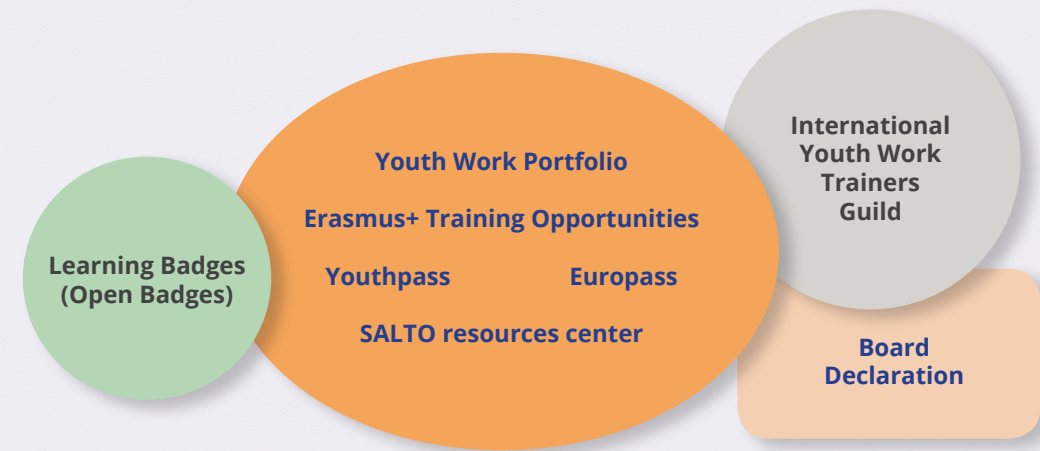 Learning Badges
(Open Badges)
Youth Work Portfolio
Erasmus+ Training Opportunities
Youthpass Europass
SALTO resources center
International
Youth Work
Trainers
Guild
Board
Declaration